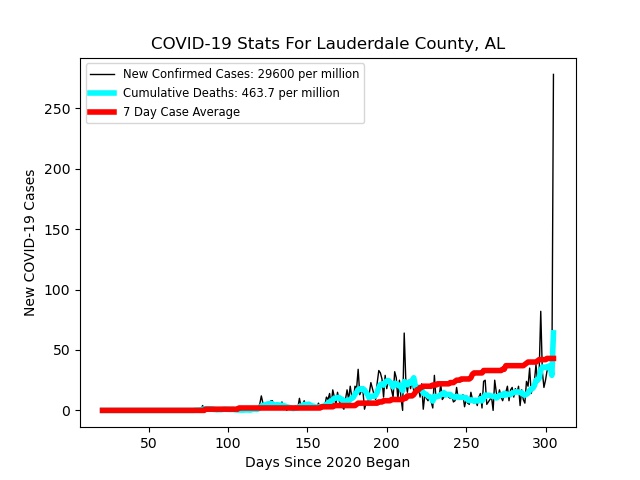 COVID-19 Stats For Lauderdale County, AL
New Confirmed Cases: 29600 per million
Cumulative Deaths: 463.7 per million
7 Day Case Average
New COVID-19 Cases
250
200
150
100
50
0
50 100 150 200 250 300
Days Since 2020 Began